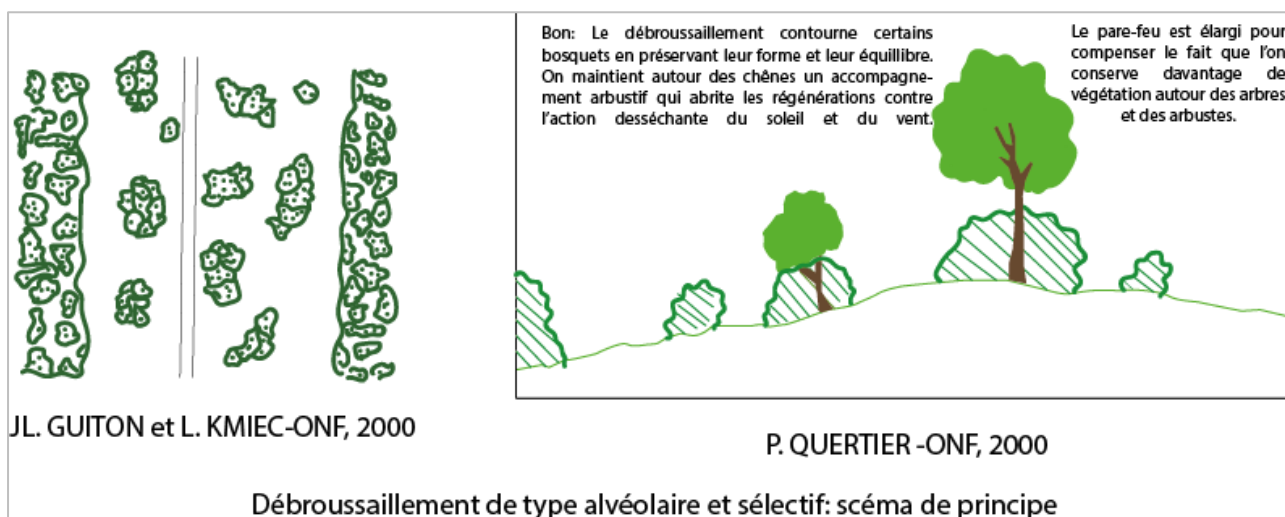 Bon: Le débroussaillement contourne certains
bosquets en préservant leur forme et leur équillibre.
On maintient autour des chênes un accompagne-
ment arbustif qui abrite les régénérations contre
l'action desséchante du soleil et du vent.
Le pare-feu est élargi pour
compenser le fait que l'on
conserve davantage de
végétation autour des arbres
et des arbustes.
JL. GUITON et L. KMIEC-ONF, 2000
P. QUERTIER -ONF, 2000
Débroussaillement de type alvéolaire et sélectif: scéma de principe